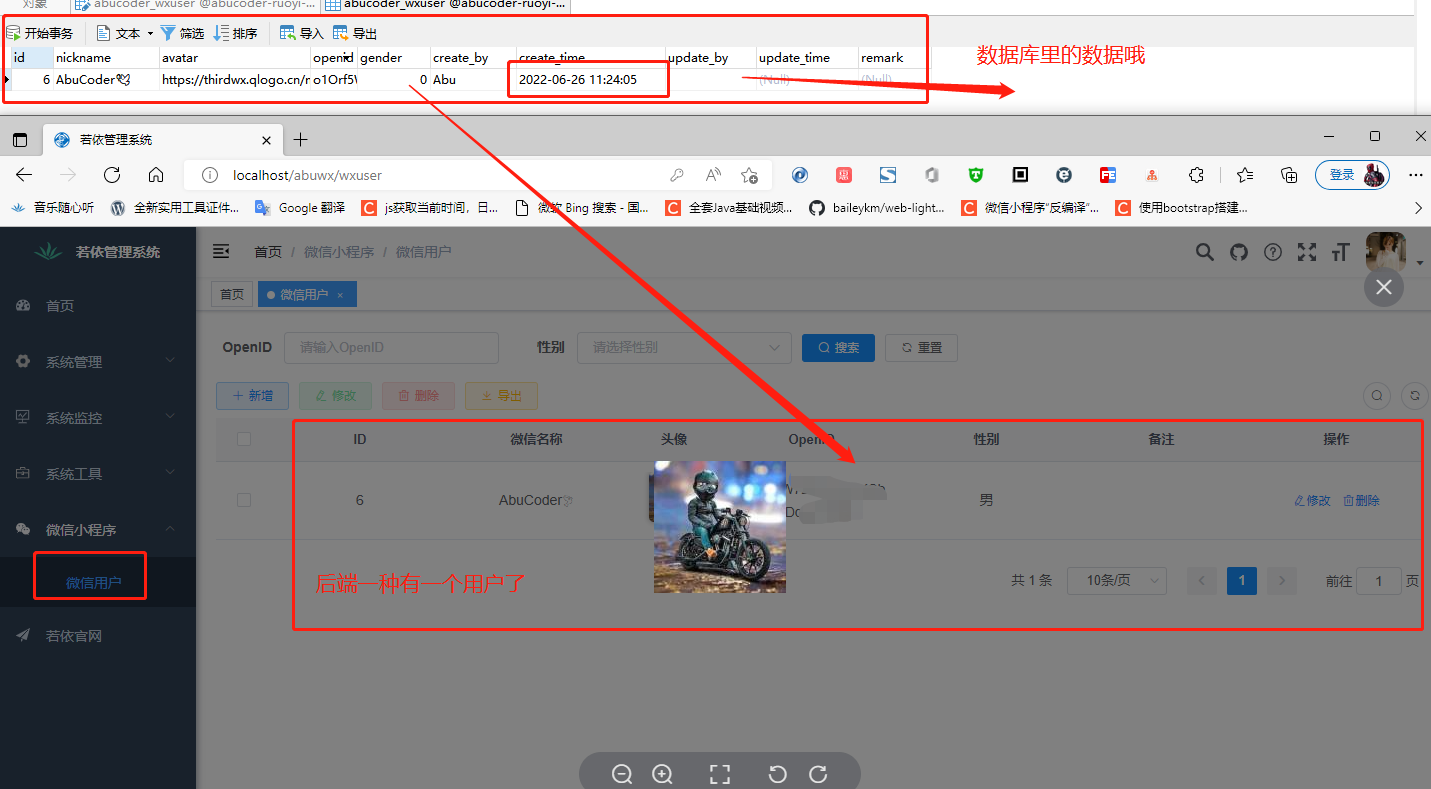 对象 abucoder_wxuser @abucoder-ruoyi-... abucoder_wxuser @abucoder-ruoyi-...
开始事务 文本 筛选 排序 导入 导出
id nickname avatar openid gender create_by create_time update_by update_time remark
6 AbuCoder https://thirdwx.qlogo.cn/r o1Orf5 0 Abu 2022-06-26 11:24:05 (Null) (Null)
数据库里的数据哦
若依管理系统
localhost/abuwx/wxuser 登录
音乐随心听 全新实用工具证件... Google 翻译 js获取当前时间，日... 微软 Bing 搜索 - 国... 全套Java基础视频... baileykm/web-light... 微信小程序"反编译"... 使用bootstrap搭建...
若依管理系统
首页 / 微信小程序 / 微信用户
首页 微信用户 ×
首页
系统管理
系统监控
系统工具
微信小程序
微信用户
若依官网
OpenID 请输入OpenID 性别 请选择性别 搜索 重置
新增 修改 删除 导出
ID 微信名称 头像 OpenID 性别 备注 操作
6 AbuCoder 男 修改 删除
后端一种有一个用户了
共 1 条 10条/页 1 前往 1 页